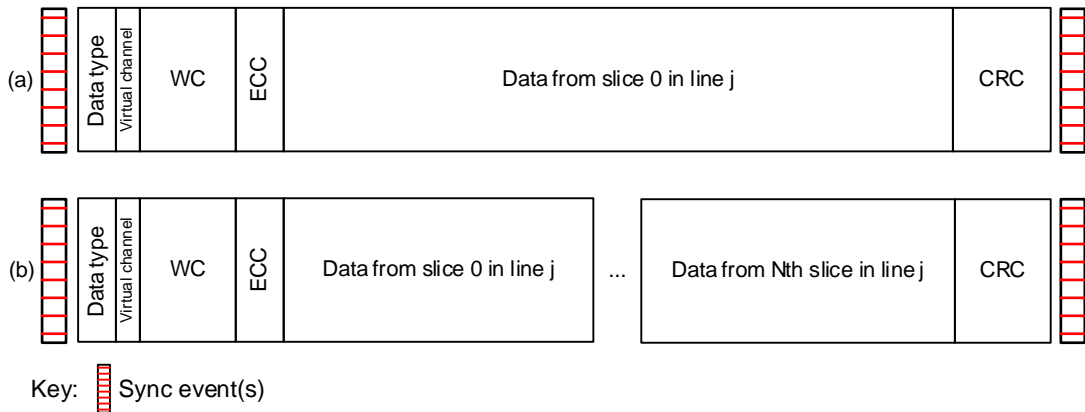 (a)
Data type
Virtual channel
WC
ECC
Data from slice 0 in line j
CRC
(b)
Data type
Virtual channel
WC
ECC
Data from slice 0 in line j
...
Data from Nth slice in line j
CRC
Key:
Sync event(s)